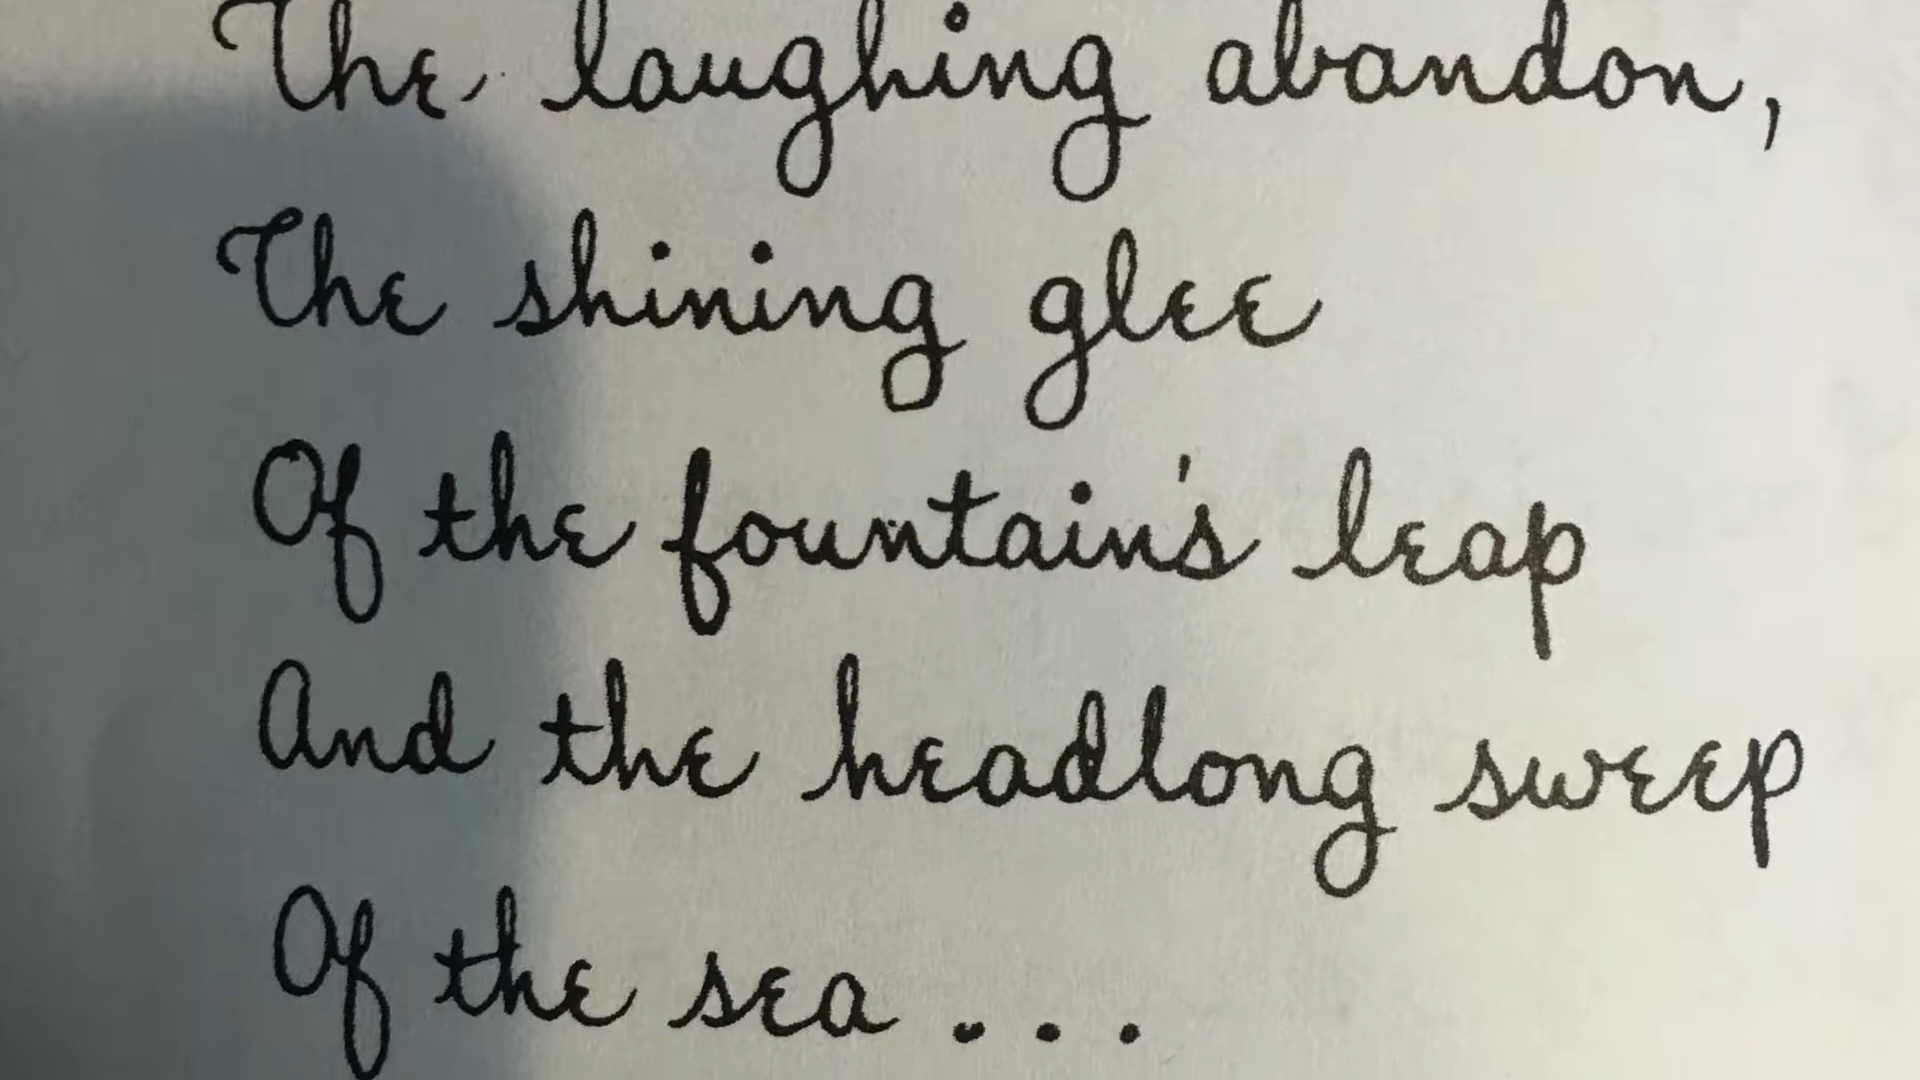 The laughing abandon,
The shining glee
Of the fountain's leap
And the headlong sweep
Of the sea . . .